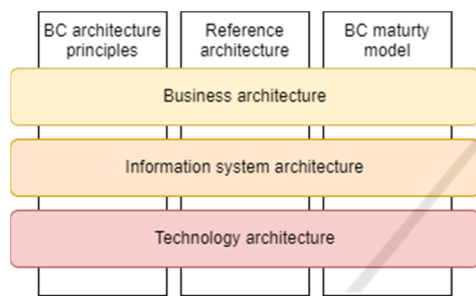 BC architecture
principles
Reference
architecture
BC maturty
model
Business architecture
Information system architecture
Technology architecture